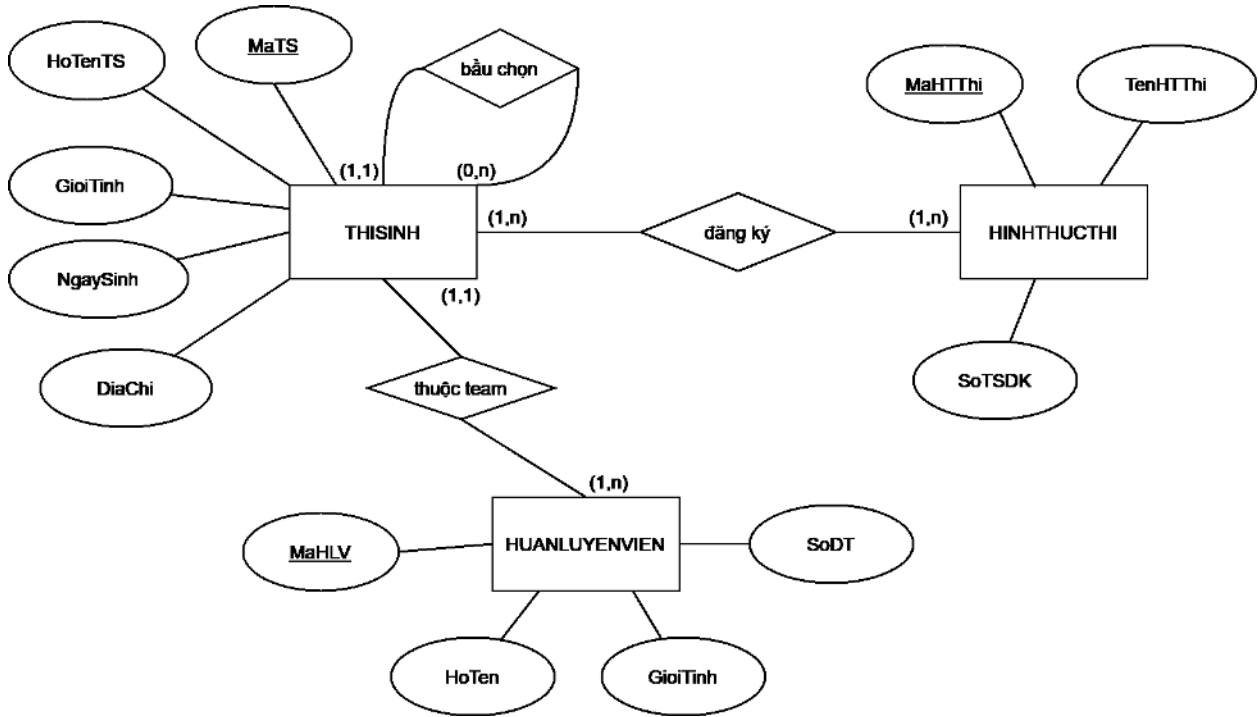 HoTenTS
MaTS
bầu chọn
MaHTThi
TenHTThi
GioiTinh
(1,1)
(0,n)
THISINH
(1,n)
đăng ký
(1,n)
HINHTHUCTHI
NgaySinh
(1,1)
DiaChi
thuộc team
SoTSDK
(1,n)
MaHLV
HUANLUYENVIEN
SoDT
HoTen
GioiTinh